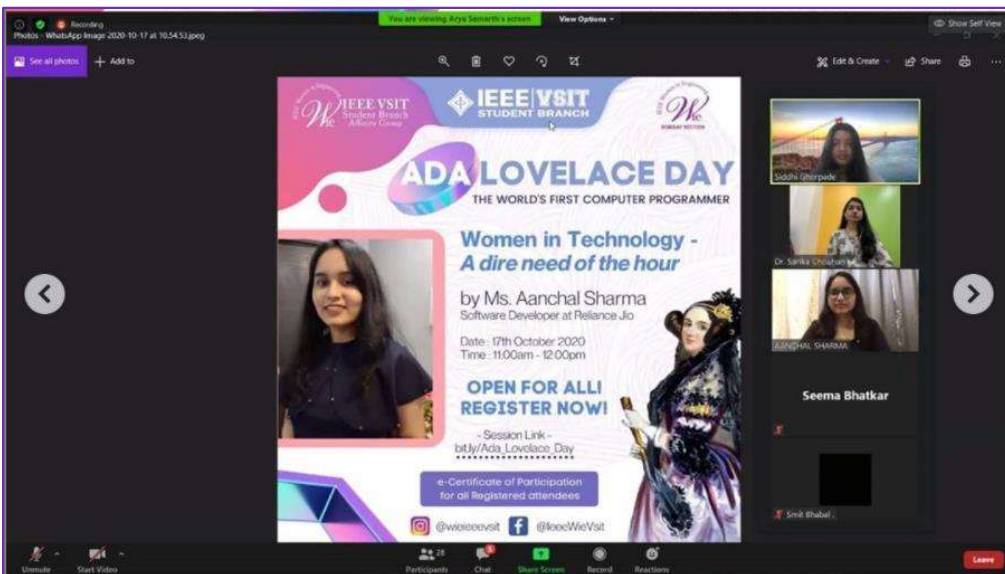 Recording
You are viewing Arya Samarth's screen
View Options
Show Self View
Photos - WhatsApp Image 2020-10-17 at 10.54.53.jpeg
See all photos
+ Add to
Edit & Create
Share
IEEE VSIT
Student Branch
Affinity Group
IEEE VSIT
STUDENT BRANCH
Wie
BOMBAY SECTION
ADA LOVELACE DAY
THE WORLD'S FIRST COMPUTER PROGRAMMER
Women in Technology -
A dire need of the hour
by Ms. Aanchal Sharma
Software Developer at Reliance Jio
Date : 17th October 2020
Time : 11:00am - 12:00pm
OPEN FOR ALL!
REGISTER NOW!
- Session Link -
bit.ly/Ada_Lovelace_Day
e-Certificate of Participation
for all Registered attendees
@wieieeevsit
@IeeeWieVsit
Siddhi Ghorpade
Dr. Sarika Chouhan
AANCHAL SHARMA
Seema Bhatkar
Smit Bhabal .
Unmute
Start Video
28
Participants
Chat
Share Screen
Record
Reactions
Leave